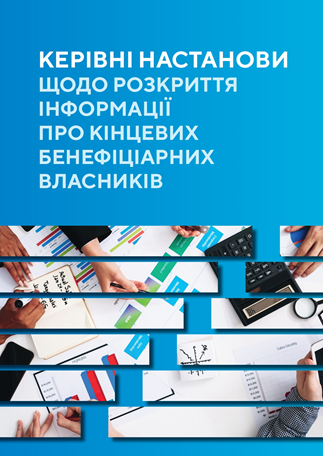 КЕРІВНІ НАСТАНОВИ
ЩОДО РОЗКРИТТЯ
ІНФОРМАЦІЇ
ПРО КІНЦЕВИХ
БЕНЕФІЦІАРНИХ
ВЛАСНИКІВ